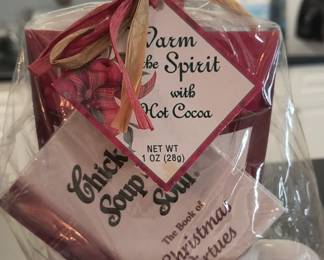 Warm
the Spirit
with
Hot Cocoa
NET WT
1 OZ (28g)
Chick
Soup
Soul
The Book of
Christmas
Virtues